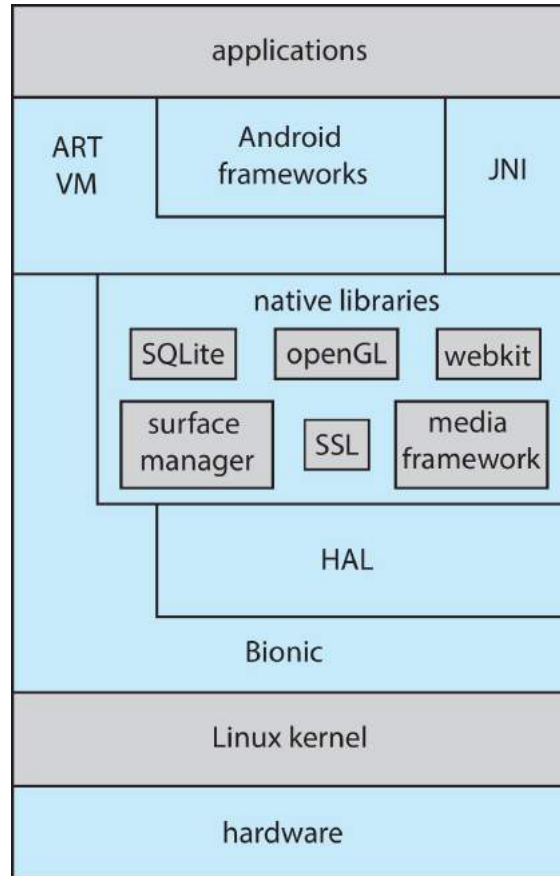 applications
ART
VM
Android
frameworks
JNI
native libraries
SQLite
openGL
webkit
surface
manager
SSL
media
framework
HAL
Bionic
Linux kernel
hardware